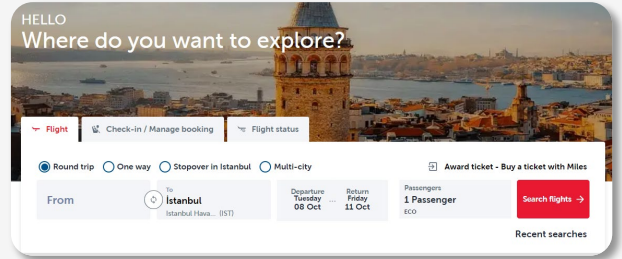 HELLO
Where do you want to explore?
Flight
Check-in / Manage booking
Flight status
Round trip
One way
Stopover in Istanbul
Multi-city
Award ticket - Buy a ticket with Miles
From
To
İstanbul
Istanbul Hava... (IST)
Departure
Tuesday
08 Oct
...
Return
Friday
11 Oct
Passengers
1 Passenger
ECO
Search flights →
Recent searches